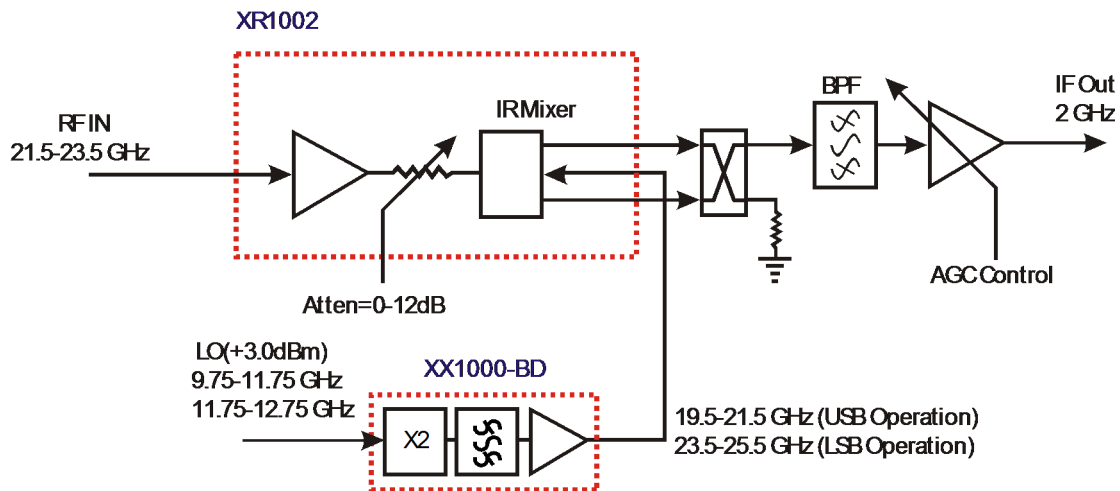 XR1002
RF IN
21.5-23.5 GHz
IR Mixer
BPF
IF Out
2 GHz
Atten=0-12dB
AGC Control
LO(+3.0dBm)
9.75-11.75 GHz
11.75-12.75 GHz
XX1000-BD
X2
19.5-21.5 GHz (USB Operation)
23.5-25.5 GHz (LSB Operation)